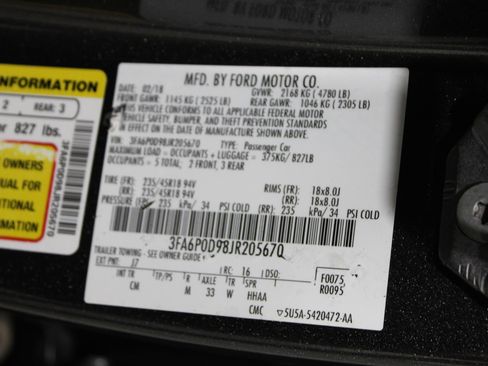 MFD. BY FORD MOTOR CO.
DATE: 02/18
GVWR: 2168 KG ( 4780 LB)
FRONT GAWR: 1145 KG ( 2525 LB)
REAR GAWR: 1046 KG ( 2305 LB)
THIS VEHICLE CONFORMS TO ALL APPLICABLE FEDERAL MOTOR
VEHICLE SAFETY, BUMPER, AND THEFT PREVENTION STANDARDS
IN EFFECT ON THE DATE OF MANUFACTURE SHOWN ABOVE.
VIN: 3FA6P0D98JR205670
TYPE: Passenger Car
MAXIMUM LOAD = OCCUPANTS + LUGGAGE = 375KG/ 827LB
OCCUPANTS = 5 TOTAL, 2 FRONT, 3 REAR
TIRE (FR): 235/45R18 94V
RIMS (FR): 18x8.0J
(RR): 235/45R18 94V
(RR): 18x8.0J
PRESSURE (FR): 235 kPa/ 34 PSI COLD
(RR): 235 kPa/ 34 PSI COLD
3FA6P0D98JR205670
TRAILER TOWING - SEE OWNER GUIDE
EXT PNT: J7
RC: 16
DSO:
F0075
R0095
INT TR
TP/PS
R
AXLE
TR
SPR
CM
M
33
W
HHAA
CMC
5U5A-5420472-AA
INFORMATION
2
REAR: 3
or 827 lbs.
OWNERS
MANUAL FOR
INFORMATION
3FA6P0D98JR205670